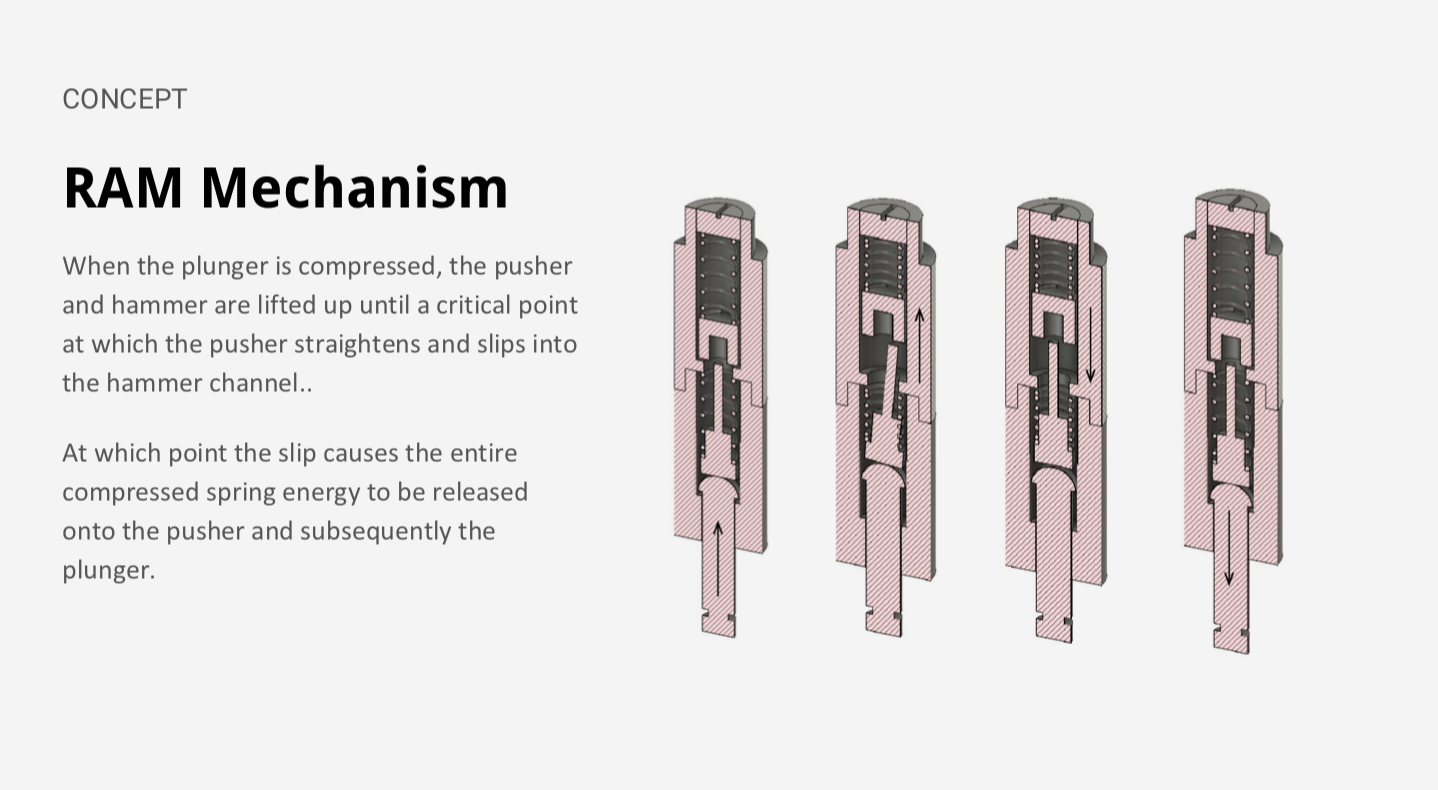 CONCEPT
RAM Mechanism
When the plunger is compressed, the pusher
and hammer are lifted up until a critical point
at which the pusher straightens and slips into
the hammer channel..
At which point the slip causes the entire
compressed spring energy to be released
onto the pusher and subsequently the
plunger.